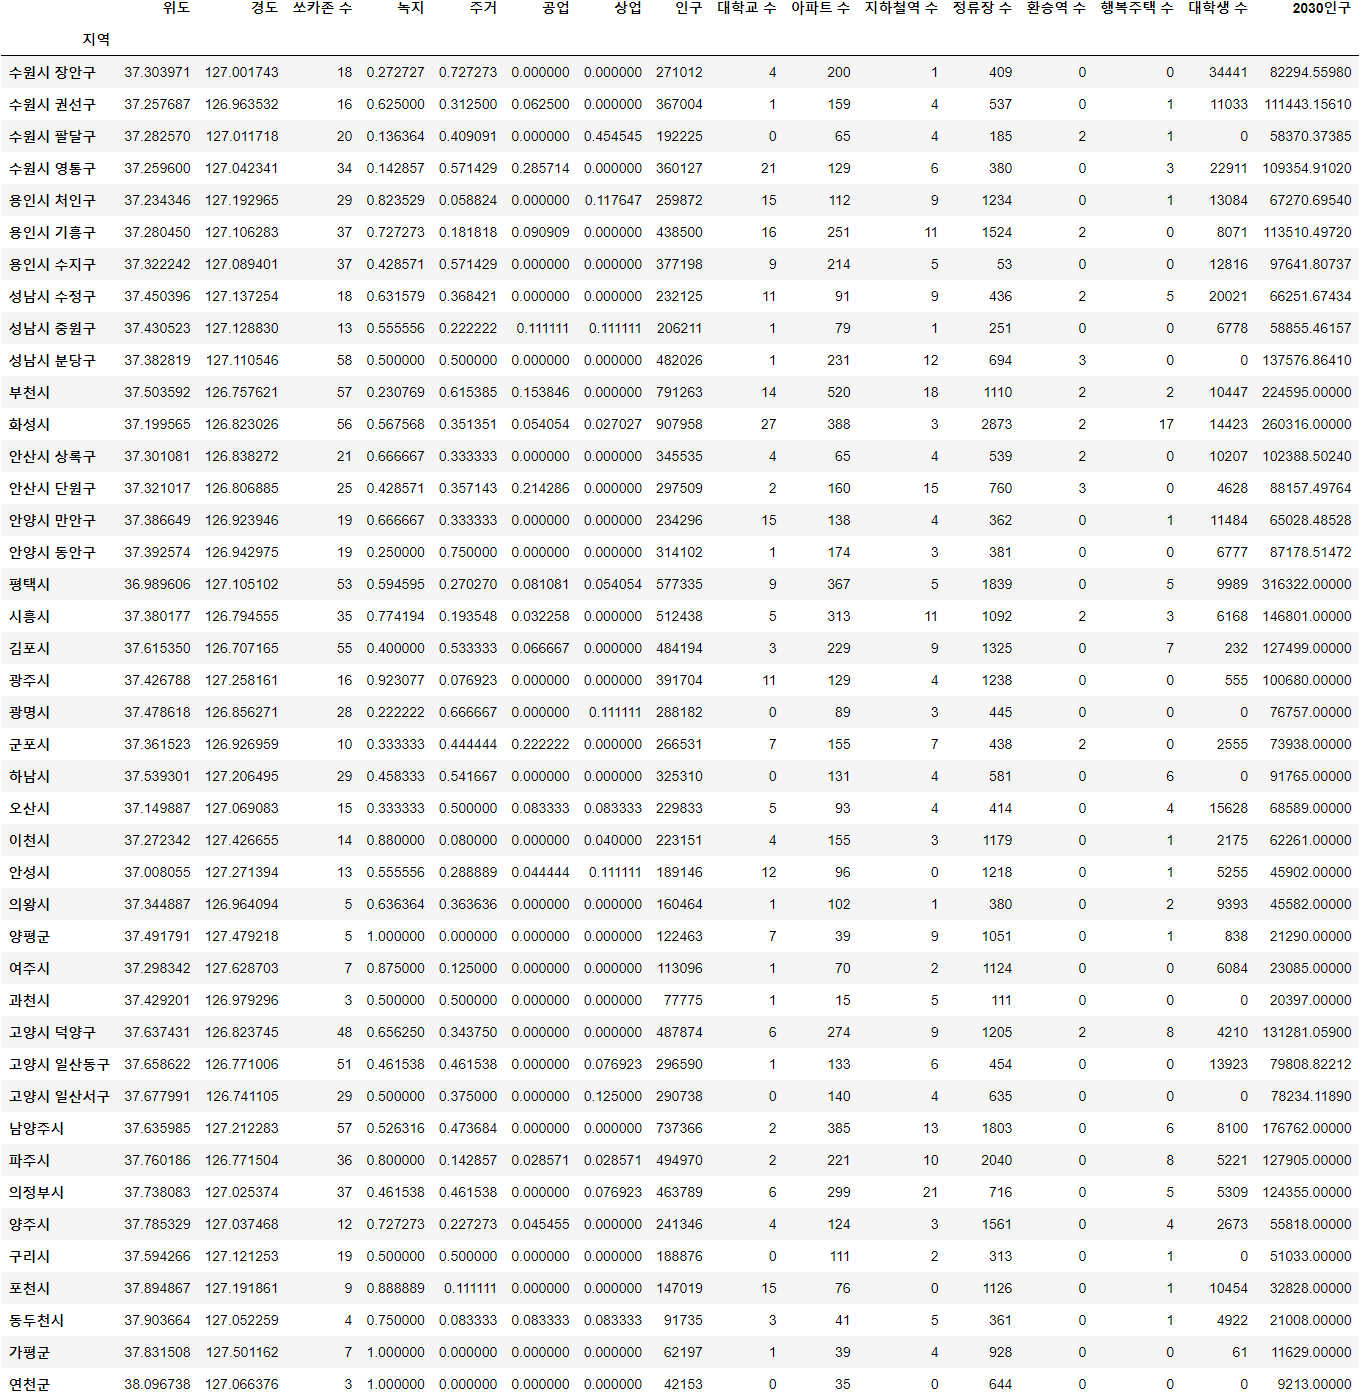 위도 경도 쏘카존 수 녹지 주거 공업 상업 인구 대학교 수 아파트 수 지하철역 수 정류장 수 환승역 수 행복주택 수 대학생 수 2030인구
지역
수원시 장안구 37.303971 127.001743 18 0.272727 0.727273 0.000000 0.000000 271012 4 200 1 409 0 0 34441 82294.55980
수원시 권선구 37.257687 126.963532 16 0.625000 0.312500 0.062500 0.000000 367004 1 159 4 537 0 1 11033 111443.15610
수원시 팔달구 37.282570 127.011718 20 0.136364 0.409091 0.000000 0.454545 192225 0 65 4 185 2 1 0 58370.37385
수원시 영통구 37.259600 127.042341 34 0.142857 0.571429 0.285714 0.000000 360127 21 129 6 380 0 3 22911 109354.91020
용인시 처인구 37.234346 127.192965 29 0.823529 0.058824 0.000000 0.117647 259872 15 112 9 1234 0 1 13084 67270.69540
용인시 기흥구 37.280450 127.106283 37 0.727273 0.181818 0.090909 0.000000 438500 16 251 11 1524 2 0 8071 113510.49720
용인시 수지구 37.322242 127.089401 37 0.428571 0.571429 0.000000 0.000000 377198 9 214 5 53 0 0 12816 97641.80737
성남시 수정구 37.450396 127.137254 18 0.631579 0.368421 0.000000 0.000000 232125 11 91 9 436 2 5 20021 66251.67434
성남시 중원구 37.430523 127.128830 13 0.555556 0.222222 0.111111 0.111111 206211 1 79 1 251 0 0 6778 58855.46157
성남시 분당구 37.382819 127.110546 58 0.500000 0.500000 0.000000 0.000000 482026 1 231 12 694 3 0 0 137576.86410
부천시 37.503592 126.757621 57 0.230769 0.615385 0.153846 0.000000 791263 14 520 18 1110 2 2 10447 224595.00000
화성시 37.199565 126.823026 56 0.567568 0.351351 0.054054 0.027027 907958 27 388 3 2873 2 17 14423 260316.00000
안산시 상록구 37.301081 126.838272 21 0.666667 0.333333 0.000000 0.000000 345535 4 65 4 539 2 0 10207 102388.50240
안산시 단원구 37.321017 126.806885 25 0.428571 0.357143 0.214286 0.000000 297509 2 160 15 760 3 0 4628 88157.49764
안양시 만안구 37.386649 126.923946 19 0.666667 0.333333 0.000000 0.000000 234296 15 138 4 362 0 1 11484 65028.48528
안양시 동안구 37.392574 126.942975 19 0.250000 0.750000 0.000000 0.000000 314102 1 174 3 381 0 0 6777 87178.51472
평택시 36.989606 127.105102 53 0.594595 0.270270 0.081081 0.054054 577335 9 367 5 1839 0 5 9989 316322.00000
시흥시 37.380177 126.794555 35 0.774194 0.193548 0.032258 0.000000 512438 5 313 11 1092 2 3 6168 146801.00000
김포시 37.615350 126.707165 55 0.400000 0.533333 0.066667 0.000000 484194 3 229 9 1325 0 7 232 127499.00000
광주시 37.426788 127.258161 16 0.923077 0.076923 0.000000 0.000000 391704 11 129 4 1238 0 0 555 100680.00000
광명시 37.478618 126.856271 28 0.222222 0.666667 0.000000 0.111111 288182 0 89 3 445 0 0 0 76757.00000
군포시 37.361523 126.926959 10 0.333333 0.444444 0.222222 0.000000 266531 7 155 7 438 2 0 2555 73938.00000
하남시 37.539301 127.206495 29 0.458333 0.541667 0.000000 0.000000 325310 0 131 4 581 0 6 0 91765.00000
오산시 37.149887 127.069083 15 0.333333 0.500000 0.083333 0.083333 229833 5 93 4 414 0 4 15628 68589.00000
이천시 37.272342 127.426655 14 0.880000 0.080000 0.000000 0.040000 223151 4 155 3 1179 0 1 2175 62261.00000
안성시 37.008055 127.271394 13 0.555556 0.288889 0.044444 0.111111 189146 12 96 0 1218 0 1 5255 45902.00000
의왕시 37.344887 126.964094 5 0.636364 0.363636 0.000000 0.000000 160464 1 102 1 380 0 2 9393 45582.00000
양평군 37.491791 127.479218 5 1.000000 0.000000 0.000000 0.000000 122463 7 39 9 1051 0 1 838 21290.00000
여주시 37.298342 127.628703 7 0.875000 0.125000 0.000000 0.000000 113096 1 70 2 1124 0 0 6084 23085.00000
과천시 37.429201 126.979296 3 0.500000 0.500000 0.000000 0.000000 77775 1 15 5 111 0 0 0 20397.00000
고양시 덕양구 37.637431 126.823745 48 0.656250 0.343750 0.000000 0.000000 487874 6 274 9 1205 2 8 4210 131281.05900
고양시 일산동구 37.658622 126.771006 51 0.461538 0.461538 0.000000 0.076923 296590 1 133 6 454 0 0 13923 79808.82212
고양시 일산서구 37.677991 126.741105 29 0.500000 0.375000 0.000000 0.125000 290738 0 140 4 635 0 0 0 78234.11890
남양주시 37.635985 127.212283 57 0.526316 0.473684 0.000000 0.000000 737366 2 385 13 1803 0 6 8100 176762.00000
파주시 37.760186 126.771504 36 0.800000 0.142857 0.028571 0.028571 494970 2 221 10 2040 0 8 5221 127905.00000
의정부시 37.738083 127.025374 37 0.461538 0.461538 0.000000 0.076923 463789 6 299 21 716 0 5 5309 124355.00000
양주시 37.785329 127.037468 12 0.727273 0.227273 0.045455 0.000000 241346 4 124 3 1561 0 4 2673 55818.00000
구리시 37.594266 127.121253 19 0.500000 0.500000 0.000000 0.000000 188876 0 111 2 313 0 1 0 51033.00000
포천시 37.894867 127.191861 9 0.888889 0.111111 0.000000 0.000000 147019 15 76 0 1126 0 1 10454 32828.00000
동두천시 37.903664 127.052259 4 0.750000 0.083333 0.083333 0.083333 91735 3 41 5 361 0 1 4922 21008.00000
가평군 37.831508 127.501162 7 1.000000 0.000000 0.000000 0.000000 62197 1 39 4 928 0 0 61 11629.00000
연천군 38.096738 127.066376 3 1.000000 0.000000 0.000000 0.000000 42153 0 35 0 644 0 0 0 9213.00000